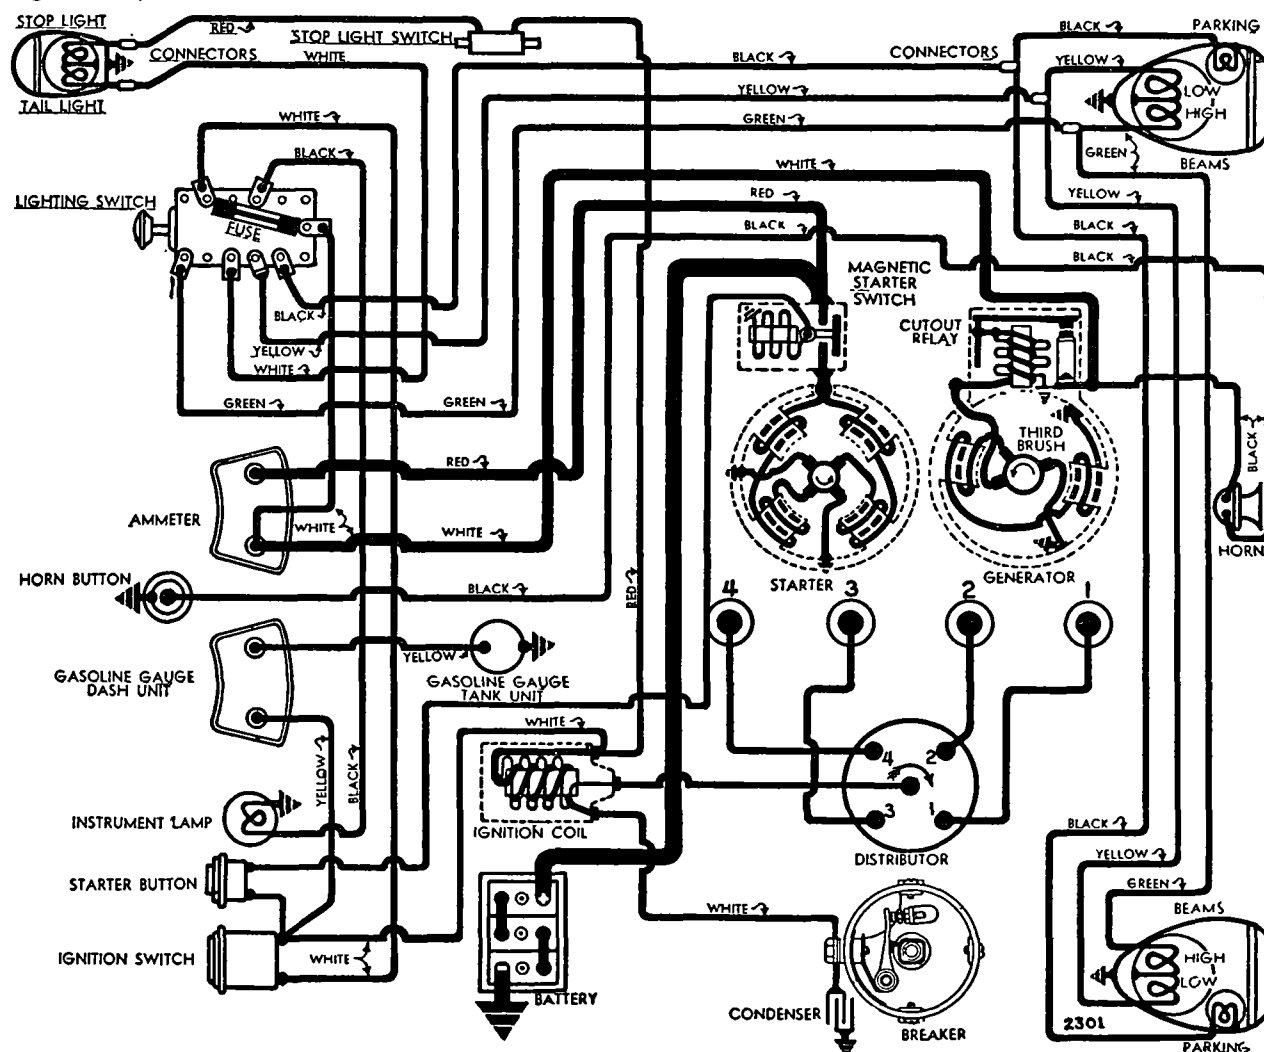 STOP LIGHT
RED
STOP LIGHT SWITCH
CONNECTORS
WHITE
TAIL LIGHT
BLACK
CONNECTORS
BLACK
PARKING
YELLOW
LOW
HIGH
YELLOW
GREEN
GREEN
BEAMS
WHITE
BLACK
WHITE
RED
YELLOW
LIGHTING SWITCH
FUSE
BLACK
BLACK
BLACK
MAGNETIC
STARTER
SWITCH
CUTOUT
RELAY
BLACK
YELLOW
WHITE
GREEN
GREEN
THIRD
BRUSH
BLACK
RED
AMMETER
WHITE
WHITE
HORN
STARTER
GENERATOR
HORN BUTTON
BLACK
RED
4
3
2
1
GASOLINE GAUGE
DASH UNIT
YELLOW
GASOLINE GAUGE
TANK UNIT
WHITE
YELLOW
BLACK
4
2
3
1
INSTRUMENT LAMP
IGNITION COIL
DISTRIBUTOR
BLACK
YELLOW
GREEN
STARTER BUTTON
WHITE
BEAMS
IGNITION SWITCH
WHITE
HIGH
LOW
BATTERY
CONDENSER
BREAKER
2301
PARKING